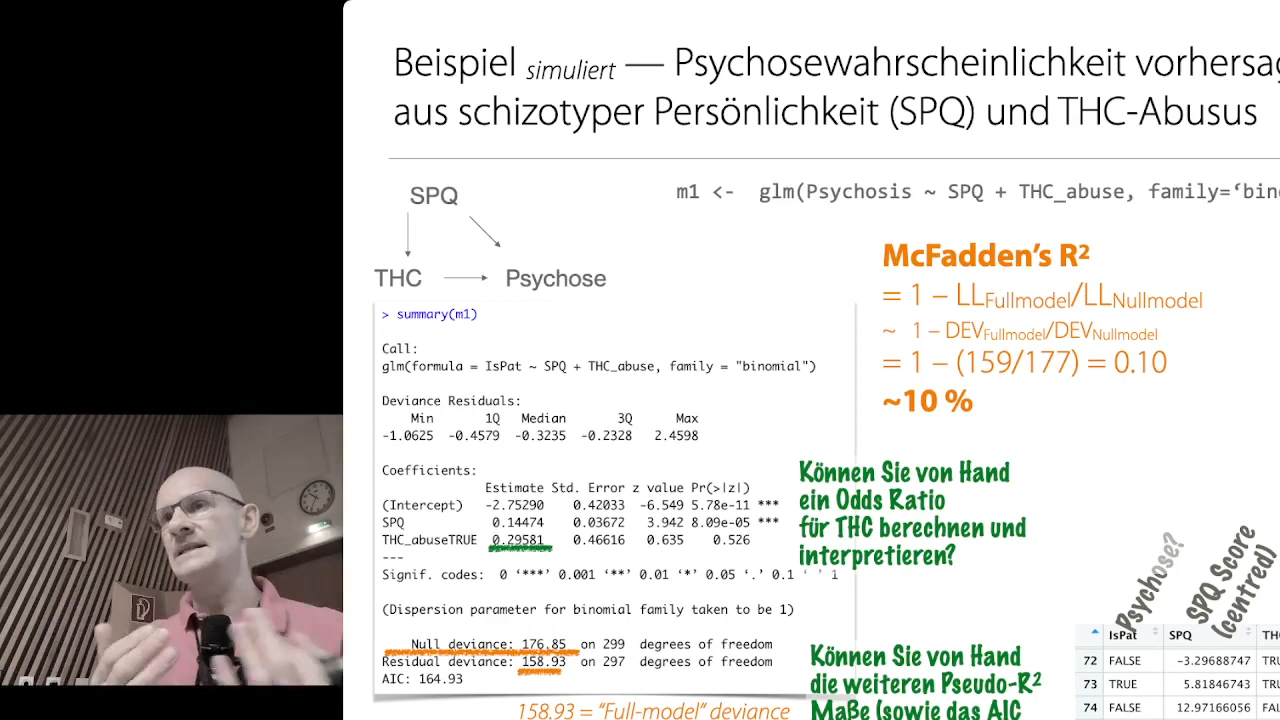 Beispiel simuliert — Psychosewahrscheinlichkeit vorhersag
aus schizotyper Persönlichkeit (SPQ) und THC-Abusus
SPQ
THC
Psychose
m1 <- glm(Psychosis ~ SPQ + THC_abuse, family=‘bin
McFadden’s R²
= 1 – LLFullmodel/LLNullmodel
~ 1 – DEVFullmodel/DEVNullmodel
= 1 – (159/177) = 0.10
~10 %
> summary(m1)
Call:
glm(formula = IsPat ~ SPQ + THC_abuse, family = "binomial")
Deviance Residuals:
Min 1Q Median 3Q Max
-1.0625 -0.4579 -0.3235 -0.2328 2.4598
Coefficients:
Estimate Std. Error z value Pr(>|z|)
(Intercept) -2.75290 0.42033 -6.549 5.78e-11 ***
SPQ 0.14474 0.03672 3.942 8.09e-05 ***
THC_abuseTRUE 0.29581 0.46616 0.635 0.526
---
Signif. codes: 0 ‘***’ 0.001 ‘**’ 0.01 ‘*’ 0.05 ‘.’ 0.1 ‘ ’ 1
(Dispersion parameter for binomial family taken to be 1)
Null deviance: 176.85 on 299 degrees of freedom
Residual deviance: 158.93 on 297 degrees of freedom
AIC: 164.93
158.93 = “Full-model” deviance
Können Sie von Hand
ein Odds Ratio
für THC berechnen und
interpretieren?
Können Sie von Hand
die weiteren Pseudo-R²
Maße (sowie das AIC
Psychose?
SPQ Score
(centred)
IsPat SPQ TH
72 FALSE -3.29688747 TRU
73 TRUE 5.81846743 TRU
74 FALSE 12.97166056 TRU